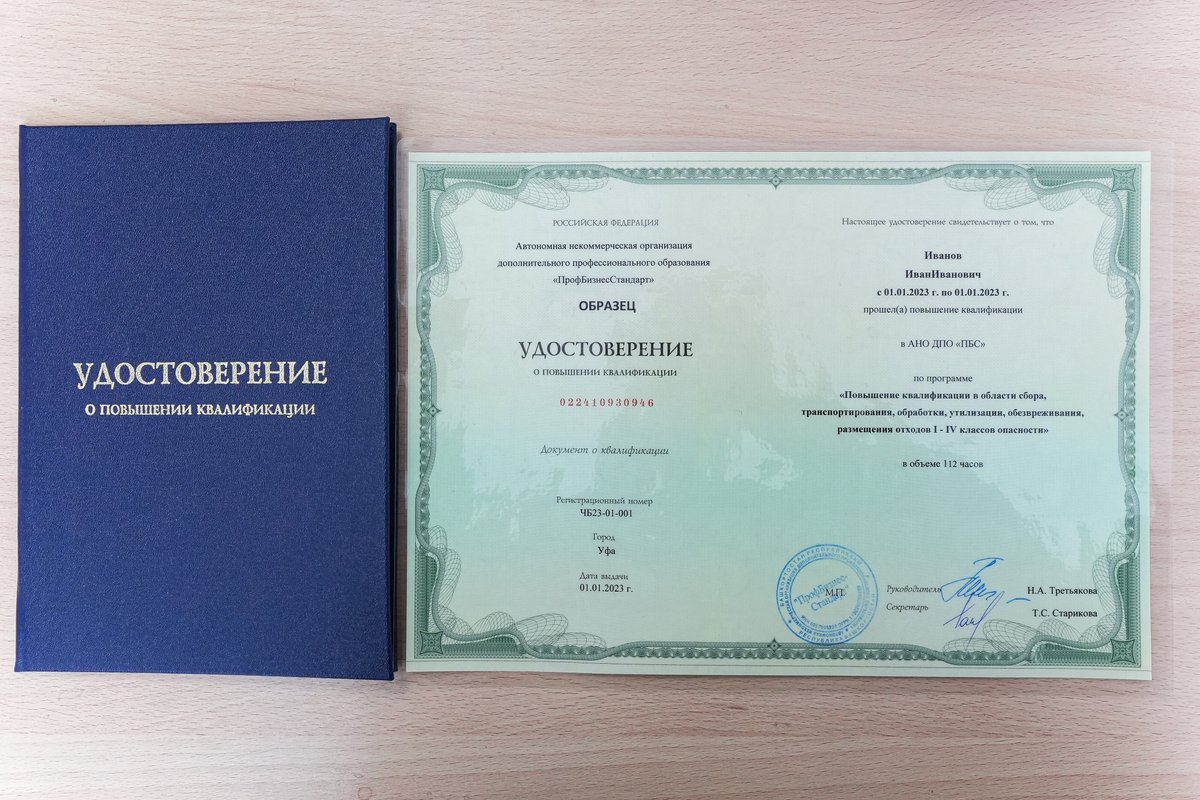 УДОСТОВЕРЕНИЕ
О ПОВЫШЕНИИ КВАЛИФИКАЦИИ
РОССИЙСКАЯ ФЕДЕРАЦИЯ
Автономная некоммерческая организация
дополнительного профессионального образования
«ПрофБизнесСтандарт»
ОБРАЗЕЦ
УДОСТОВЕРЕНИЕ
О ПОВЫШЕНИИ КВАЛИФИКАЦИИ
022410930946
Документ о квалификации
Регистрационный номер
ЧБ23-01-001
Город
Уфа
Дата выдачи
01.01.2023 г.
Настоящее удостоверение свидетельствует о том, что
Иванов
ИванИванович
с 01.01.2023 г. по 01.01.2023 г.
прошел(а) повышение квалификации
в АНО ДПО «ПБС»
по программе
«Повышение квалификации в области сбора,
транспортирования, обработки, утилизации, обезвреживания,
размещения отходов I - IV классов опасности»
в объеме 112 часов
"ПрофБизнес-
Стандарт"
М.П.
Руководитель
Н.А. Третьякова
Секретарь
Т.С. Старикова